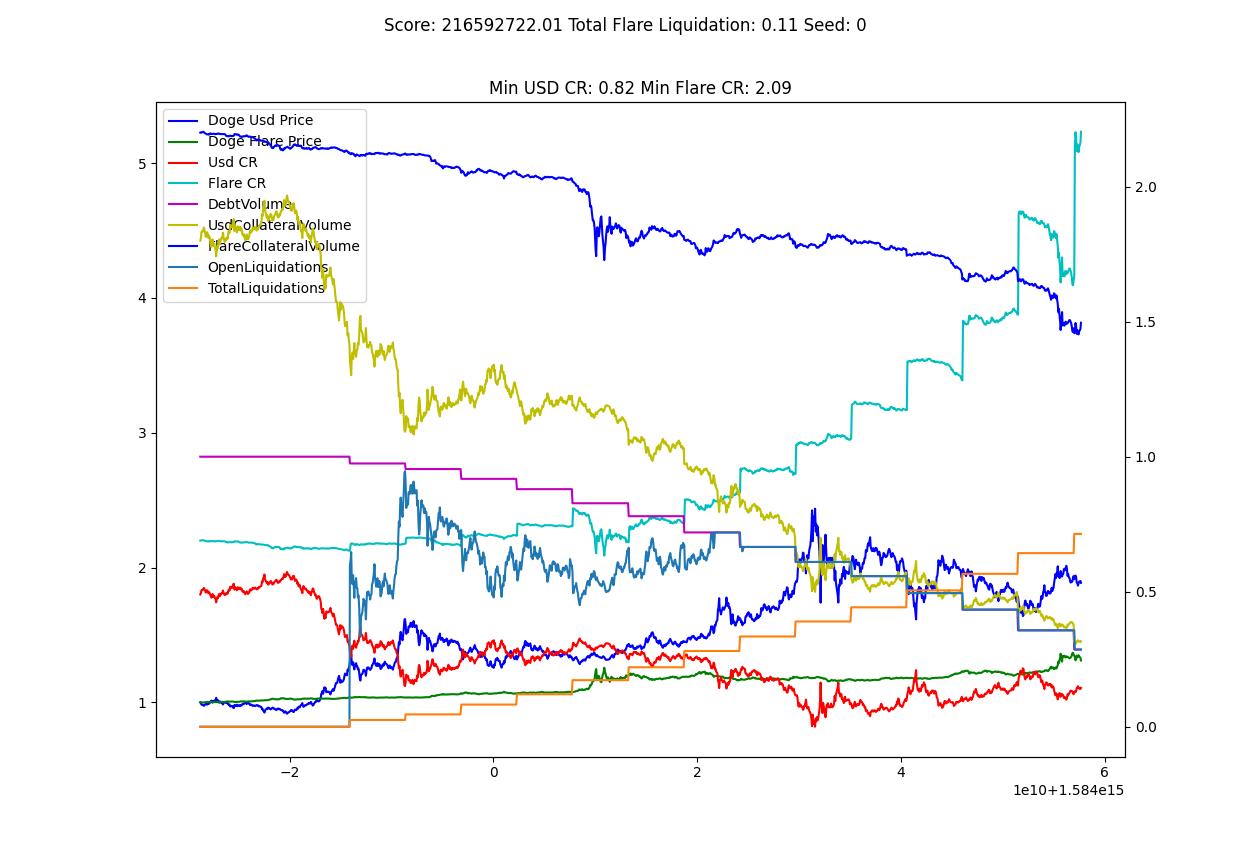 Score: 216592722.01 Total Flare Liquidation: 0.11 Seed: 0
Min USD CR: 0.82 Min Flare CR: 2.09
Doge Usd Price
Doge Flare Price
Usd CR
Flare CR
DebtVolume
UsdCollateralVolume
FlareCollateralVolume
OpenLiquidations
TotalLiquidations
5
4
3
2
1
2.0
1.5
1.0
0.5
0.0
−2
0
2
4
6
1e10+1.584e15